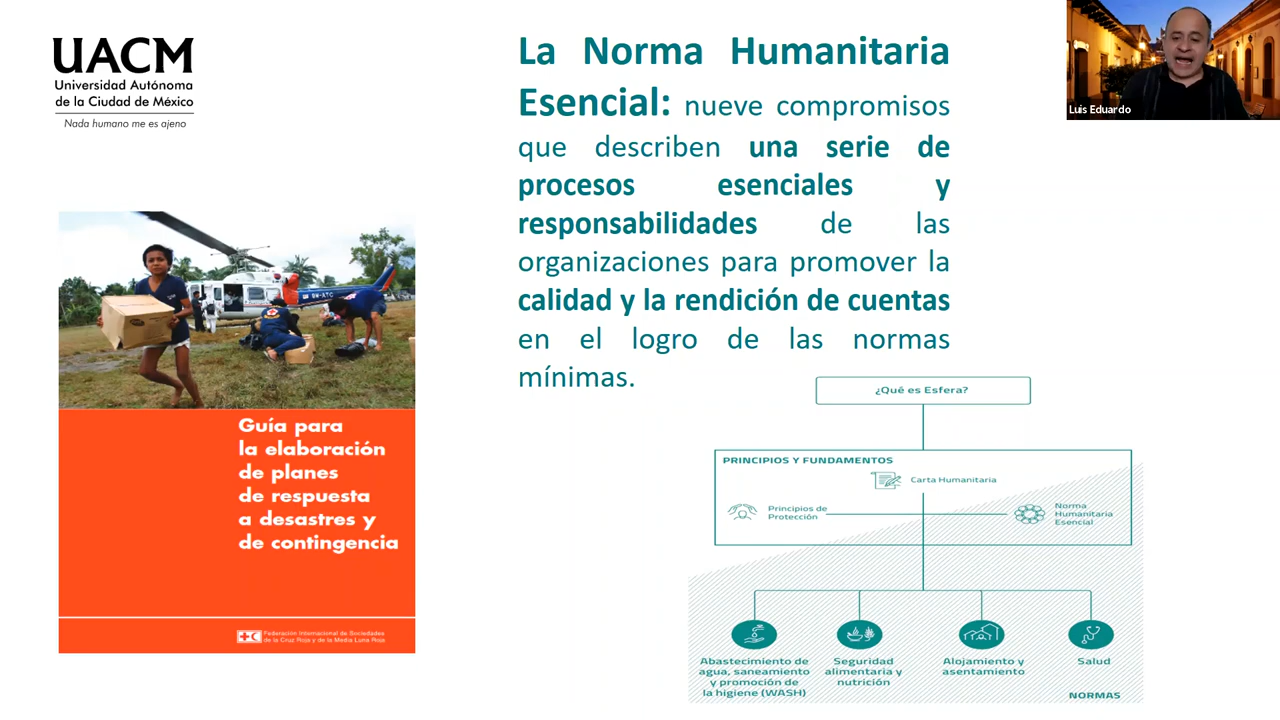 UACM
Universidad Autónoma
de la Ciudad de México
Nada humano me es ajeno
La Norma Humanitaria
Esencial: nueve compromisos
que describen una serie de
procesos esenciales y
responsabilidades de las
organizaciones para promover la
calidad y la rendición de cuentas
en el logro de las normas
mínimas.
Luis Eduardo
Guía para
la elaboración
de planes
de respuesta
a desastres y
de contingencia
Federación Internacional de Sociedades
de la Cruz Roja y de la Media Luna Roja
¿Qué es Esfera?
PRINCIPIOS Y FUNDAMENTOS
Carta Humanitaria
Principios de
Protección
Norma
Humanitaria
Esencial
Abastecimiento de
agua, saneamiento
y promoción de
la higiene (WASH)
Seguridad
alimentaria y
nutrición
Alojamiento y
asentamiento
Salud
NORMAS